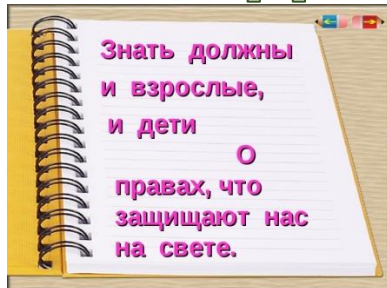 Знать должны
и взрослые,
и дети
О
правах, что
защищают нас
на свете.